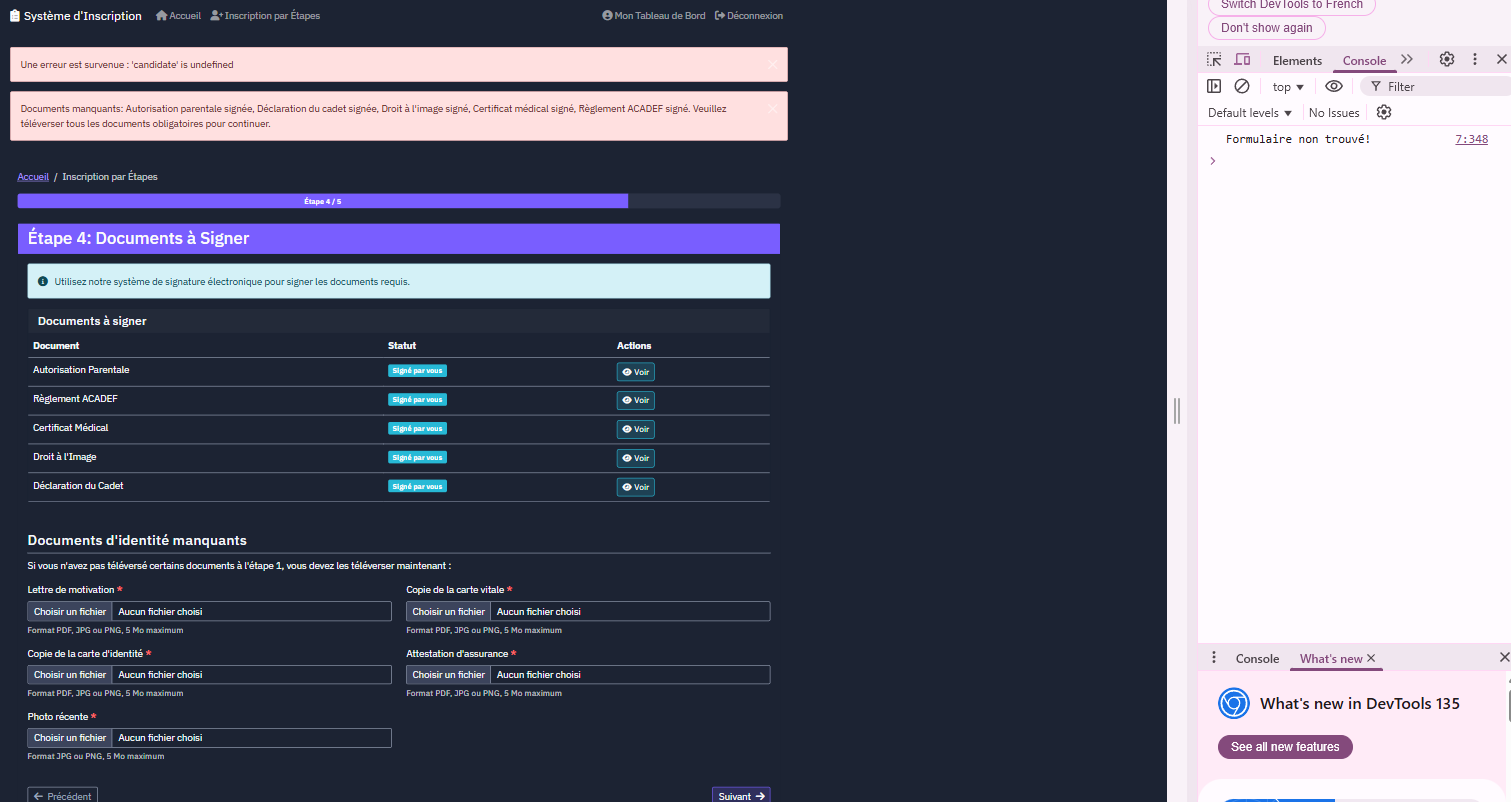 Système d'Inscription Accueil Inscription par Étapes Mon Tableau de Bord Déconnexion
Une erreur est survenue : 'candidate' is undefined
Documents manquants: Autorisation parentale signée, Déclaration du cadet signée, Droit à l'image signé, Certificat médical signé, Règlement ACADEF signé. Veuillez
téléverser tous les documents obligatoires pour continuer.
Accueil / Inscription par Étapes
Étape 4 / 5
Étape 4: Documents à Signer
Utilisez notre système de signature électronique pour signer les documents requis.
Documents à signer
Document Statut Actions
Autorisation Parentale Signé par vous Voir
Règlement ACADEF Signé par vous Voir
Certificat Médical Signé par vous Voir
Droit à l'Image Signé par vous Voir
Déclaration du Cadet Signé par vous Voir
Documents d'identité manquants
Si vous n'avez pas téléversé certains documents à l'étape 1, vous devez les téléverser maintenant :
Lettre de motivation * Copie de la carte vitale *
Choisir un fichier Aucun fichier choisi Choisir un fichier Aucun fichier choisi
Format PDF, JPG ou PNG, 5 Mo maximum Format PDF, JPG ou PNG, 5 Mo maximum
Copie de la carte d'identité * Attestation d'assurance *
Choisir un fichier Aucun fichier choisi Choisir un fichier Aucun fichier choisi
Format PDF, JPG ou PNG, 5 Mo maximum Format PDF, JPG ou PNG, 5 Mo maximum
Photo récente *
Choisir un fichier Aucun fichier choisi
Format JPG ou PNG, 5 Mo maximum
Précédent Suivant
Switch DevTools to French
Don't show again
Elements Console
top Filter
Default levels No Issues
Formulaire non trouvé! 7:348
Console What's new
What's new in DevTools 135
See all new features